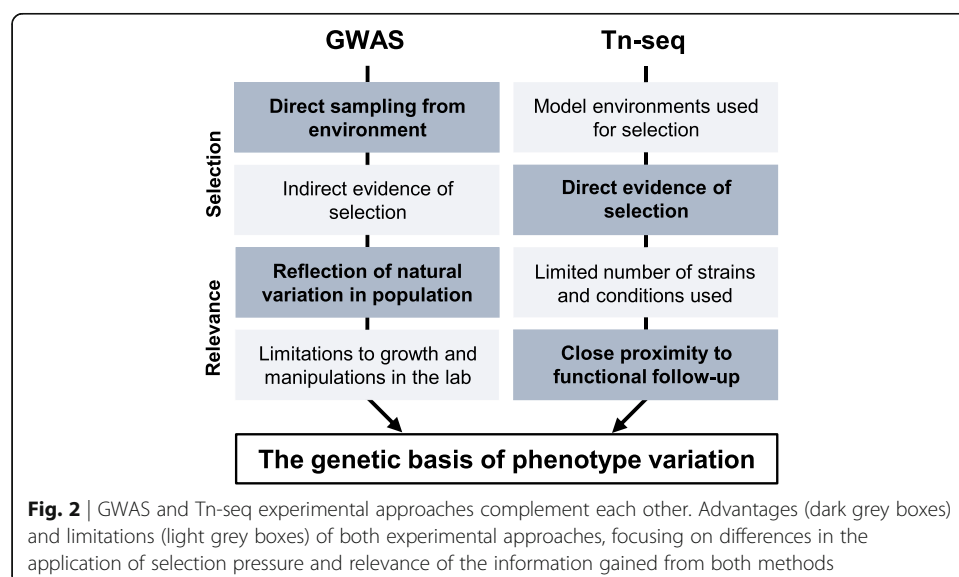 GWAS
Tn-seq
Selection
Direct sampling from
environment
Model environments used
for selection
Indirect evidence of
selection
Direct evidence of
selection
Relevance
Reflection of natural
variation in population
Limited number of strains
and conditions used
Limitations to growth and
manipulations in the lab
Close proximity to
functional follow-up
The genetic basis of phenotype variation
Fig. 2 | GWAS and Tn-seq experimental approaches complement each other. Advantages (dark grey boxes)
and limitations (light grey boxes) of both experimental approaches, focusing on differences in the
application of selection pressure and relevance of the information gained from both methods